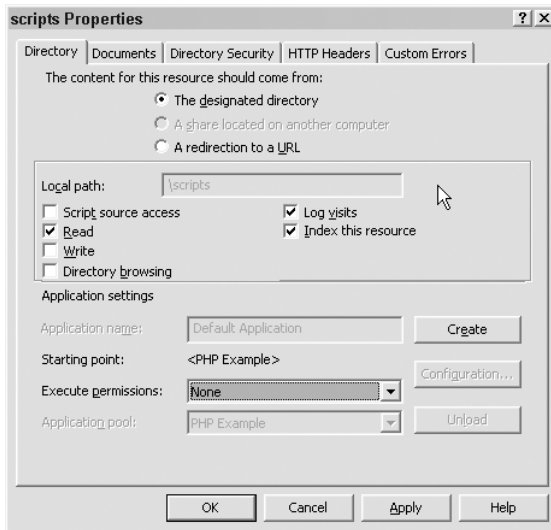 scripts Properties ? ×
Directory Documents Directory Security HTTP Headers Custom Errors
The content for this resource should come from:
The designated directory
A share located on another computer
A redirection to a URL
Local path: \scripts
Script source access Log visits
Read Index this resource
Write
Directory browsing
Application settings
Application name: Default Application Create
Starting point: <PHP Example>
Configuration...
Execute permissions: None
Application pool: PHP Example Unload
OK Cancel Apply Help